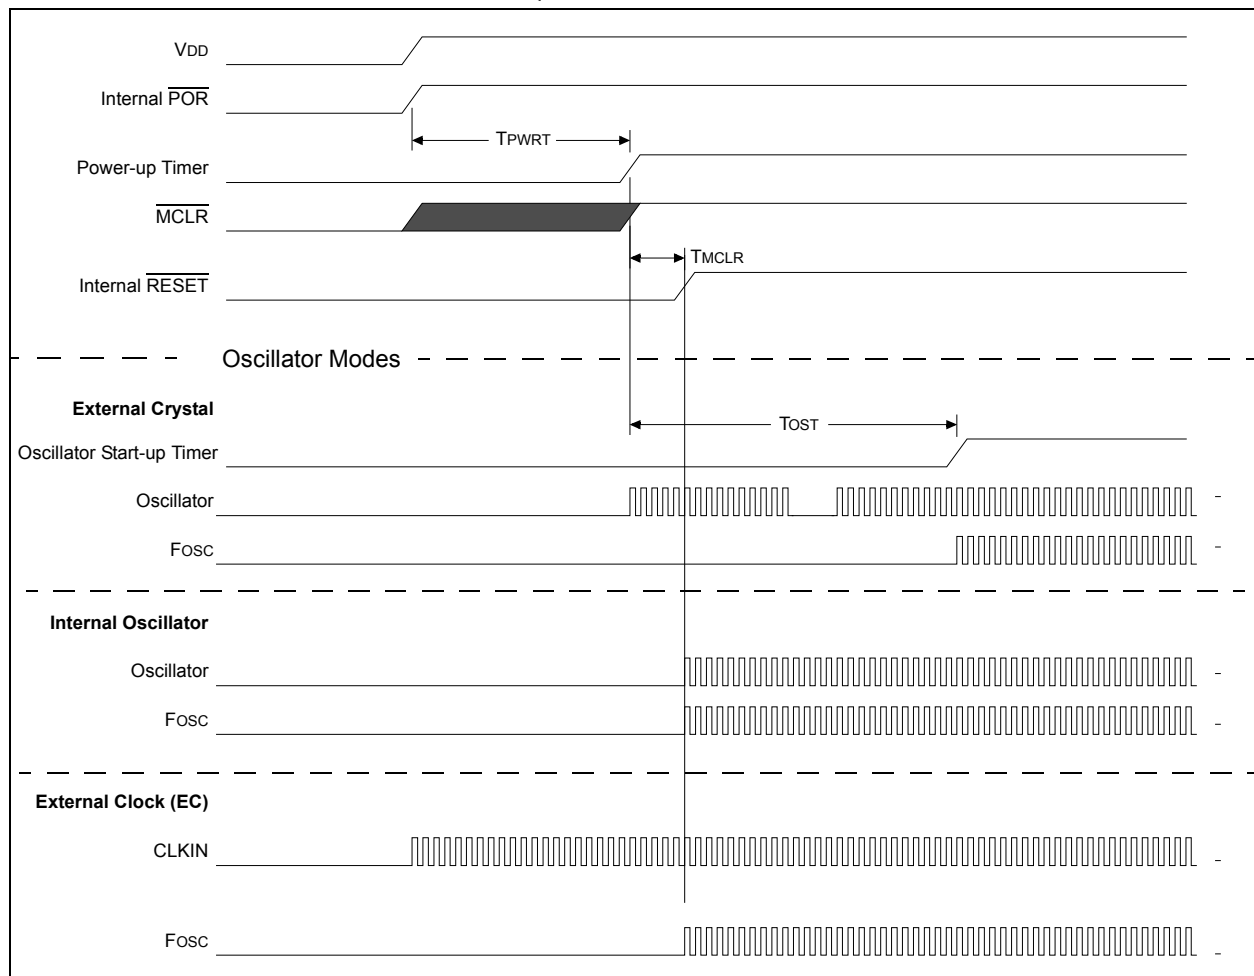 VDD
Internal POR
TPWRT
Power-up Timer
MCLR
TMCLR
Internal RESET
Oscillator Modes
External Crystal
TOST
Oscillator Start-up Timer
Oscillator
FOSC
Internal Oscillator
Oscillator
FOSC
External Clock (EC)
CLKIN
FOSC